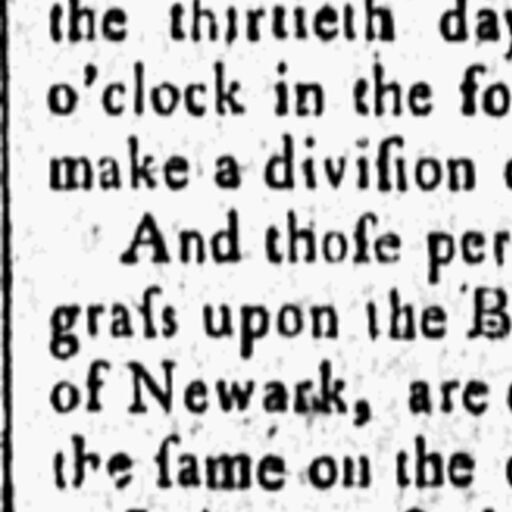 the thirtieth day
o'clock in the fo
make a diviſion
And thoſe per
graſs upon the B
of Newark, are
the ſame on the